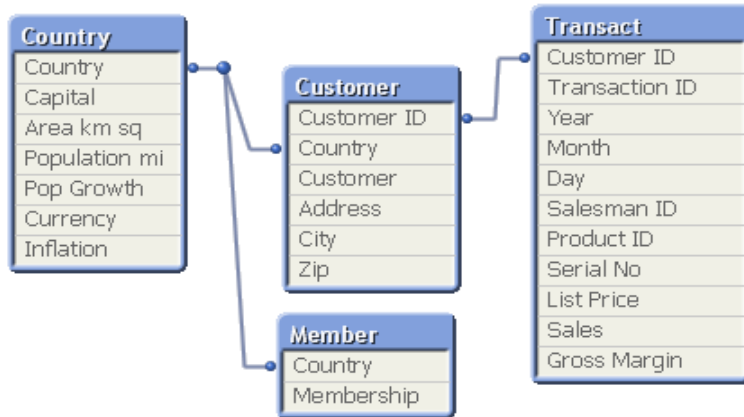 Country
Country
Capital
Area km sq
Population mi
Pop Growth
Currency
Inflation
Customer
Customer ID
Country
Customer
Address
City
Zip
Member
Country
Membership
Transact
Customer ID
Transaction ID
Year
Month
Day
Salesman ID
Product ID
Serial No
List Price
Sales
Gross Margin